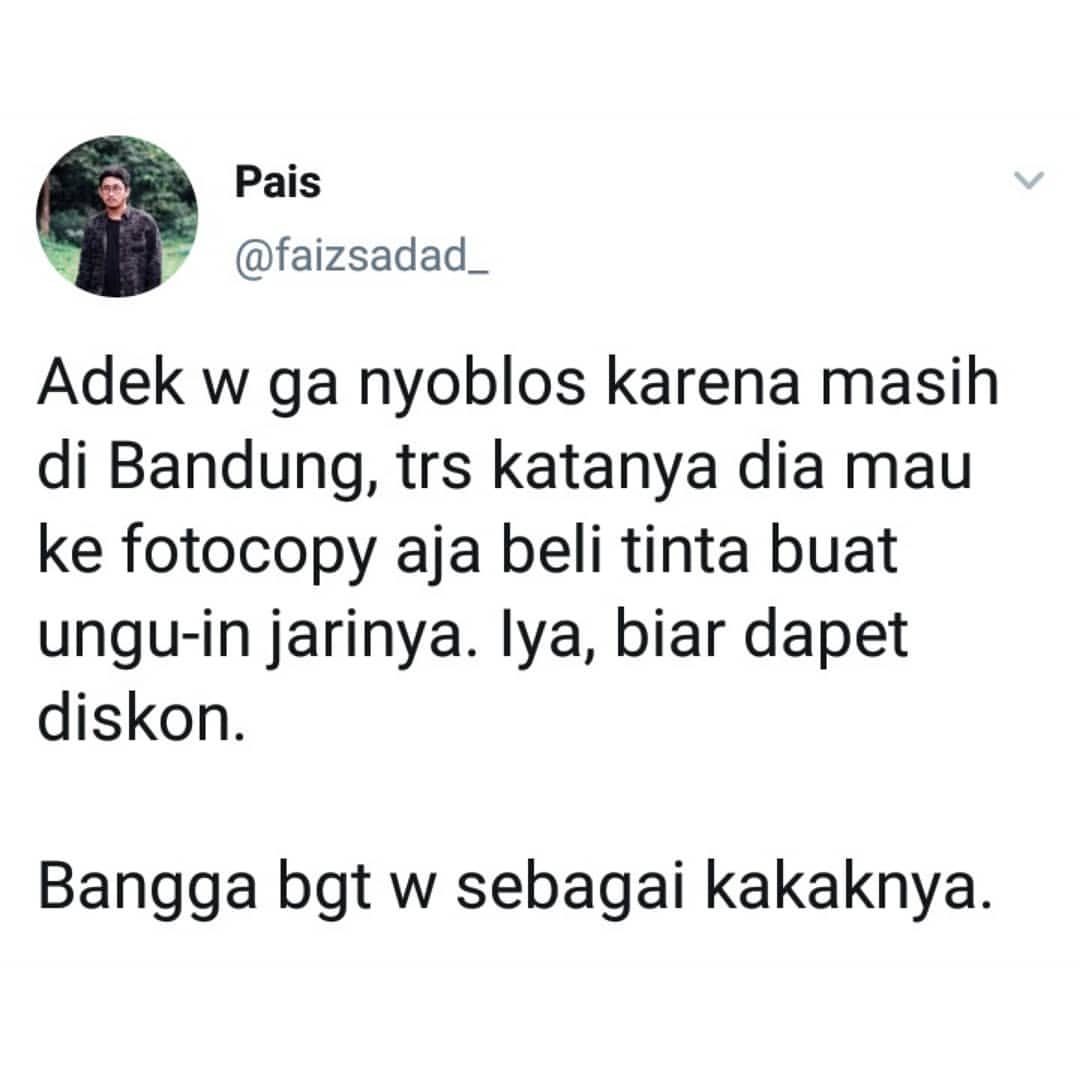 Pais
@faizsadad_
Adek w ga nyoblos karena masih
di Bandung, trs katanya dia mau
ke fotocopy aja beli tinta buat
ungu-in jarinya. Iya, biar dapet
diskon.
Bangga bgt w sebagai kakaknya.